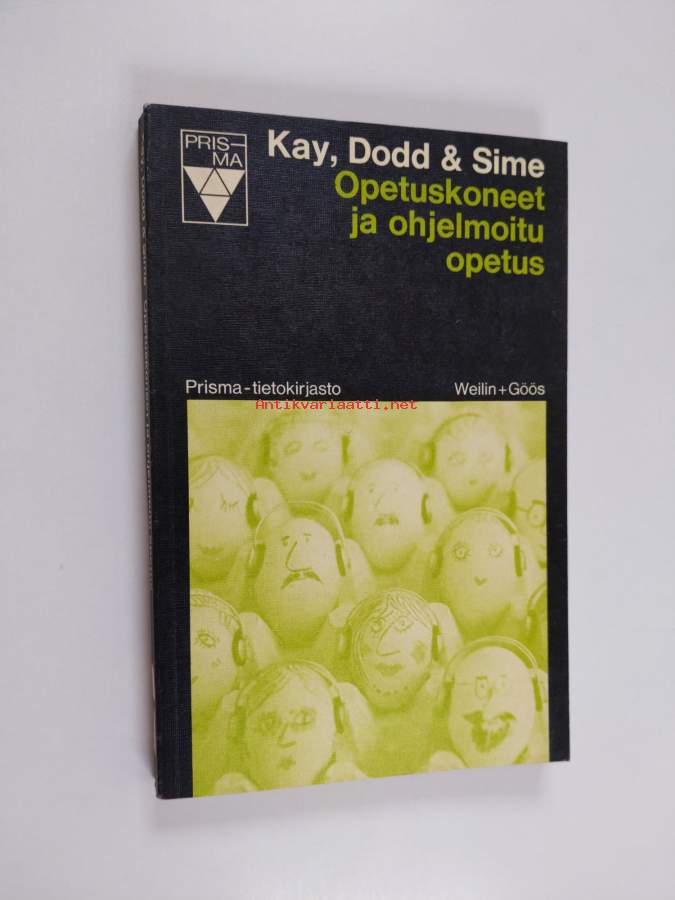 PRIS-
MA
Kay, Dodd & Sime
Opetuskoneet
ja ohjelmoitu
opetus
Prisma-tietokirjasto
Weilin+Göös
Antikvariaatti.net